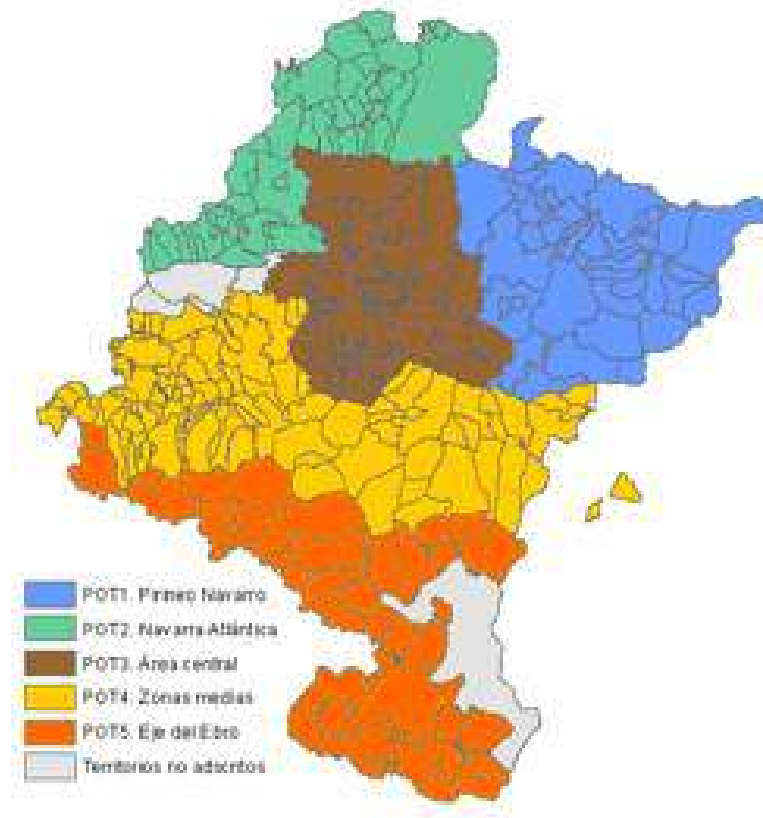 POT1. Pirineo Navarro
POT2. Navarra Atlántica
POT3. Área central
POT4. Zonas medias
POT5. Eje del Ebro
Territorios no adscritos